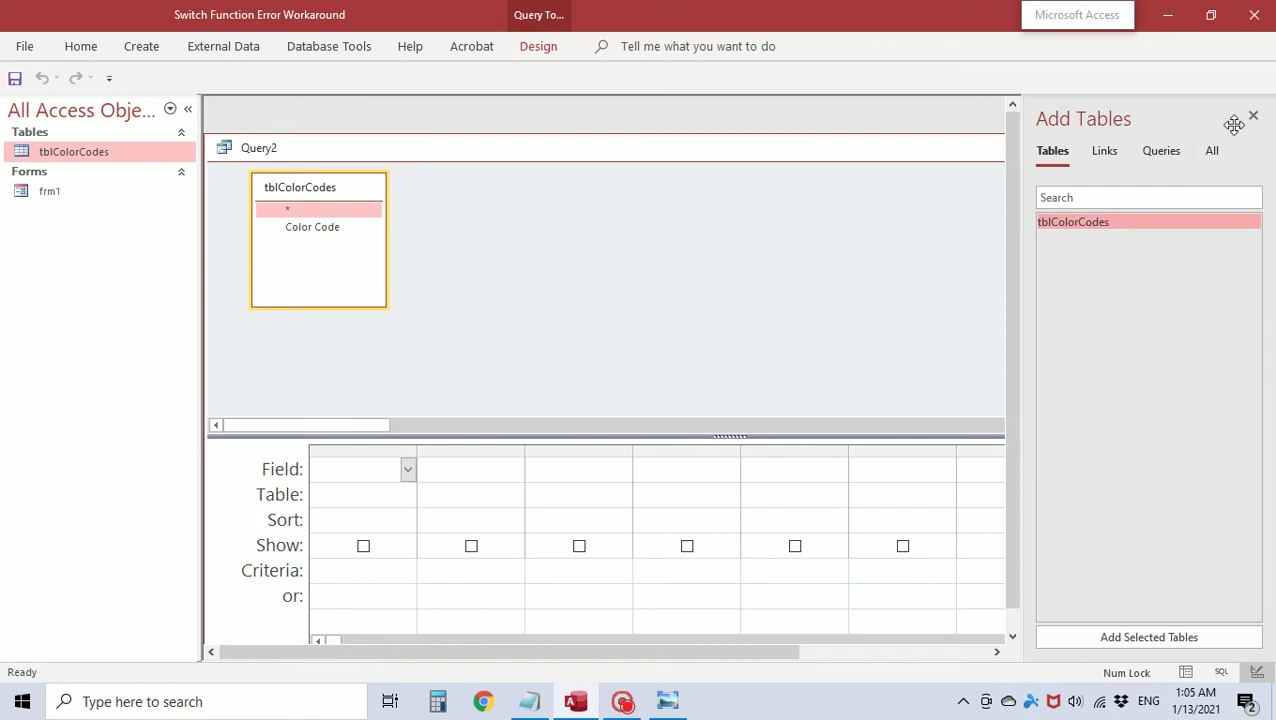 Switch Function Error Workaround
Query To...
Microsoft Access
File
Home
Create
External Data
Database Tools
Help
Acrobat
Design
Tell me what you want to do
All Access Obje...
Tables
tblColorCodes
Forms
frm1
Query2
tblColorCodes
*
Color Code
Field:
Table:
Sort:
Show:
Criteria:
or:
Add Tables
Tables
Links
Queries
All
Search
tblColorCodes
Add Selected Tables
Ready
Num Lock
SQL
Type here to search
ENG
1:05 AM
1/13/2021
2